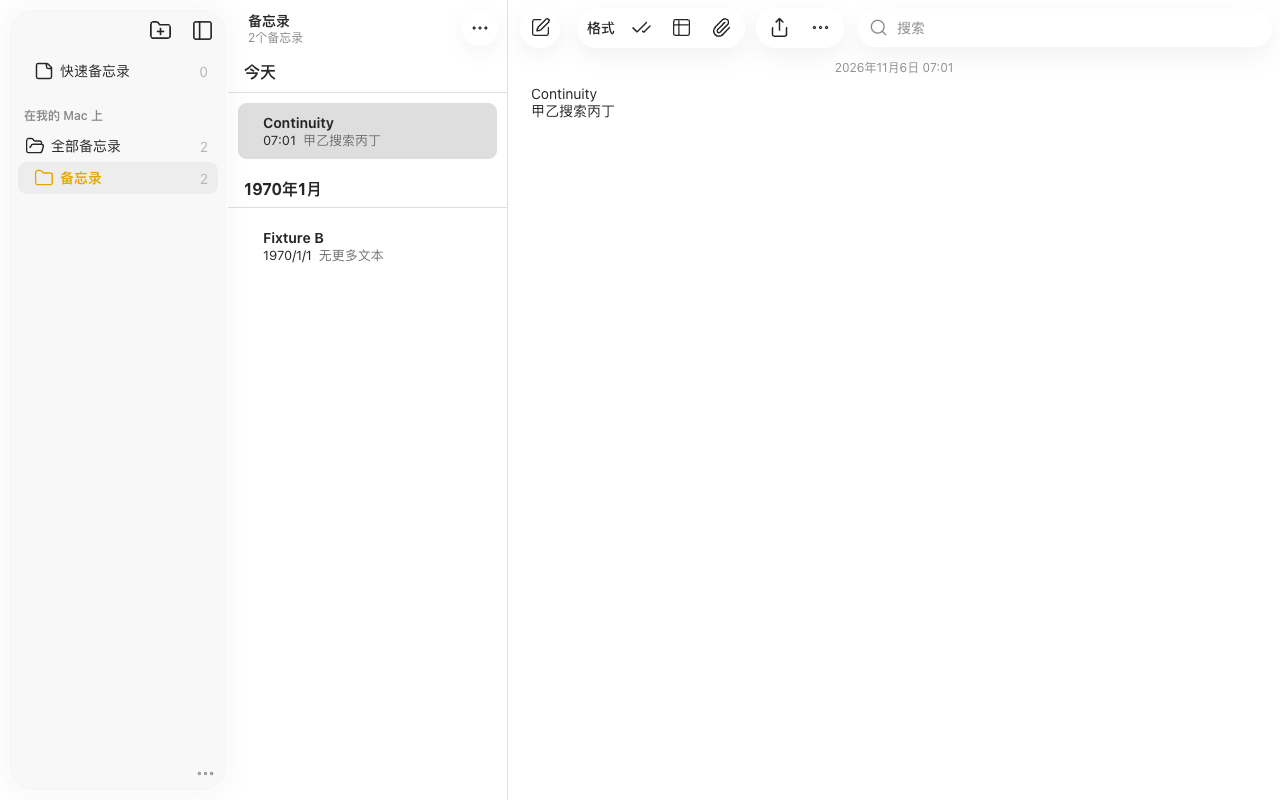 快速备忘录 0
在我的 Mac 上
全部备忘录 2
备忘录 2
备忘录
2个备忘录
今天
Continuity
07:01 甲乙搜索丙丁
1970年1月
Fixture B
1970/1/1 无更多文本
格式
搜索
2026年11月6日 07:01
Continuity
甲乙搜索丙丁